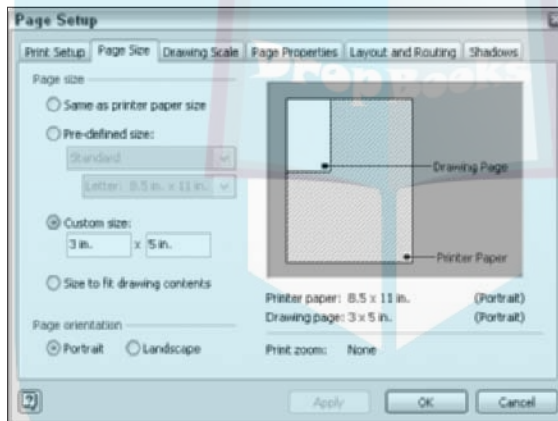 Page Setup
Print Setup Page Size Drawing Scale Page Properties Layout and Routing Shadows
DropBooks
Page size
Same as printer paper size
Pre-defined size:
Standard
Letter: 8.5 in. x 11 in.
Custom size:
3 in. x 5 in.
Size to fit drawing contents
Page orientation
Portrait Landscape
Drawing Page
Printer Paper
Printer paper: 8.5 x 11 in. (Portrait)
Drawing page: 3 x 5 in. (Portrait)
Print zoom: None
Apply OK Cancel